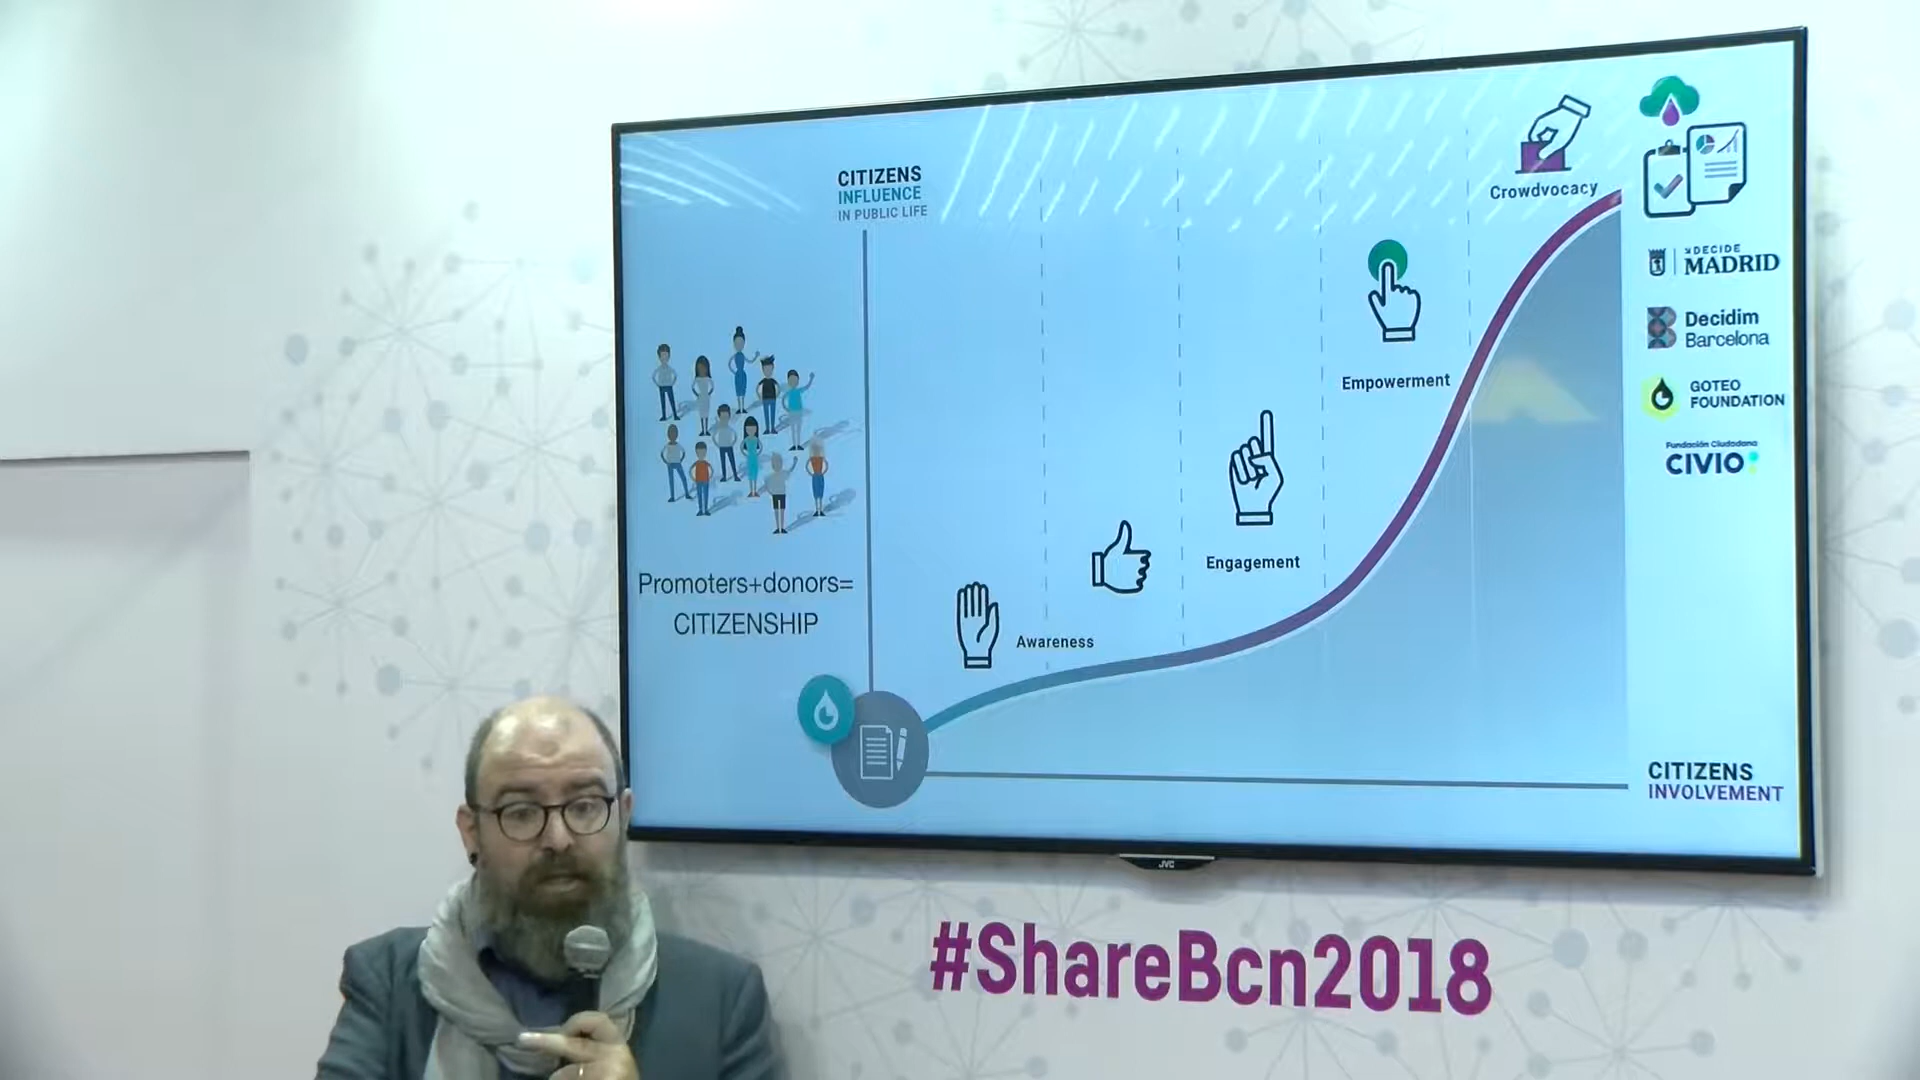 CITIZENS
INFLUENCE
IN PUBLIC LIFE
Promoters+donors=
CITIZENSHIP
Awareness
Engagement
Empowerment
Crowdvocacy
DECIDE
MADRID
Decidim
Barcelona
GOTEO
FOUNDATION
Fundación Ciudadana
CIVIO
CITIZENS
INVOLVEMENT
JVC
#ShareBcn2018